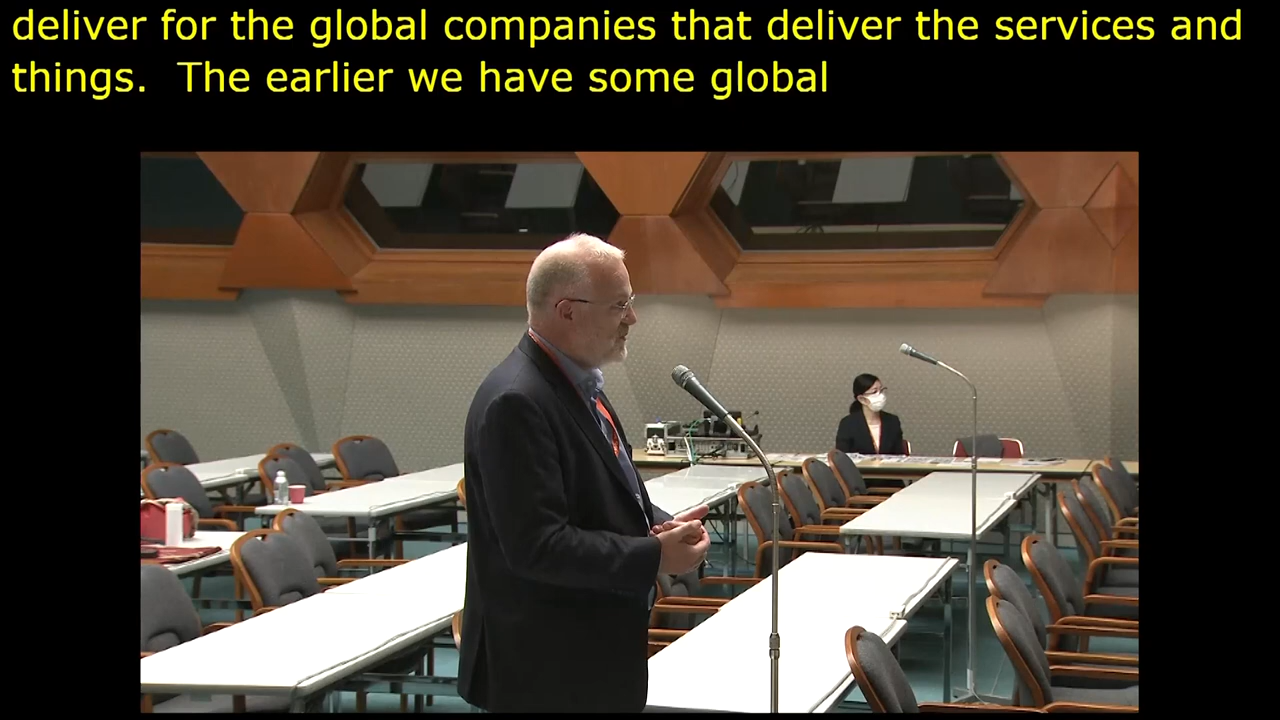 deliver for the global companies that deliver the services and
things.  The earlier we have some global